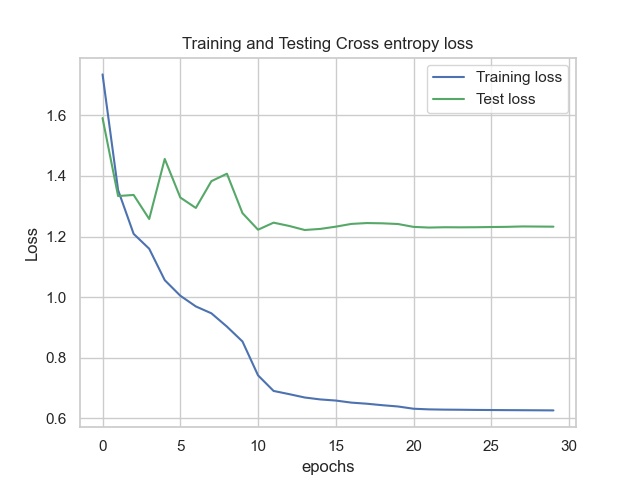 Training and Testing Cross entropy loss
Training loss
Test loss
1.6
1.4
1.2
1.0
0.8
0.6
Loss
0 5 10 15 20 25 30
epochs